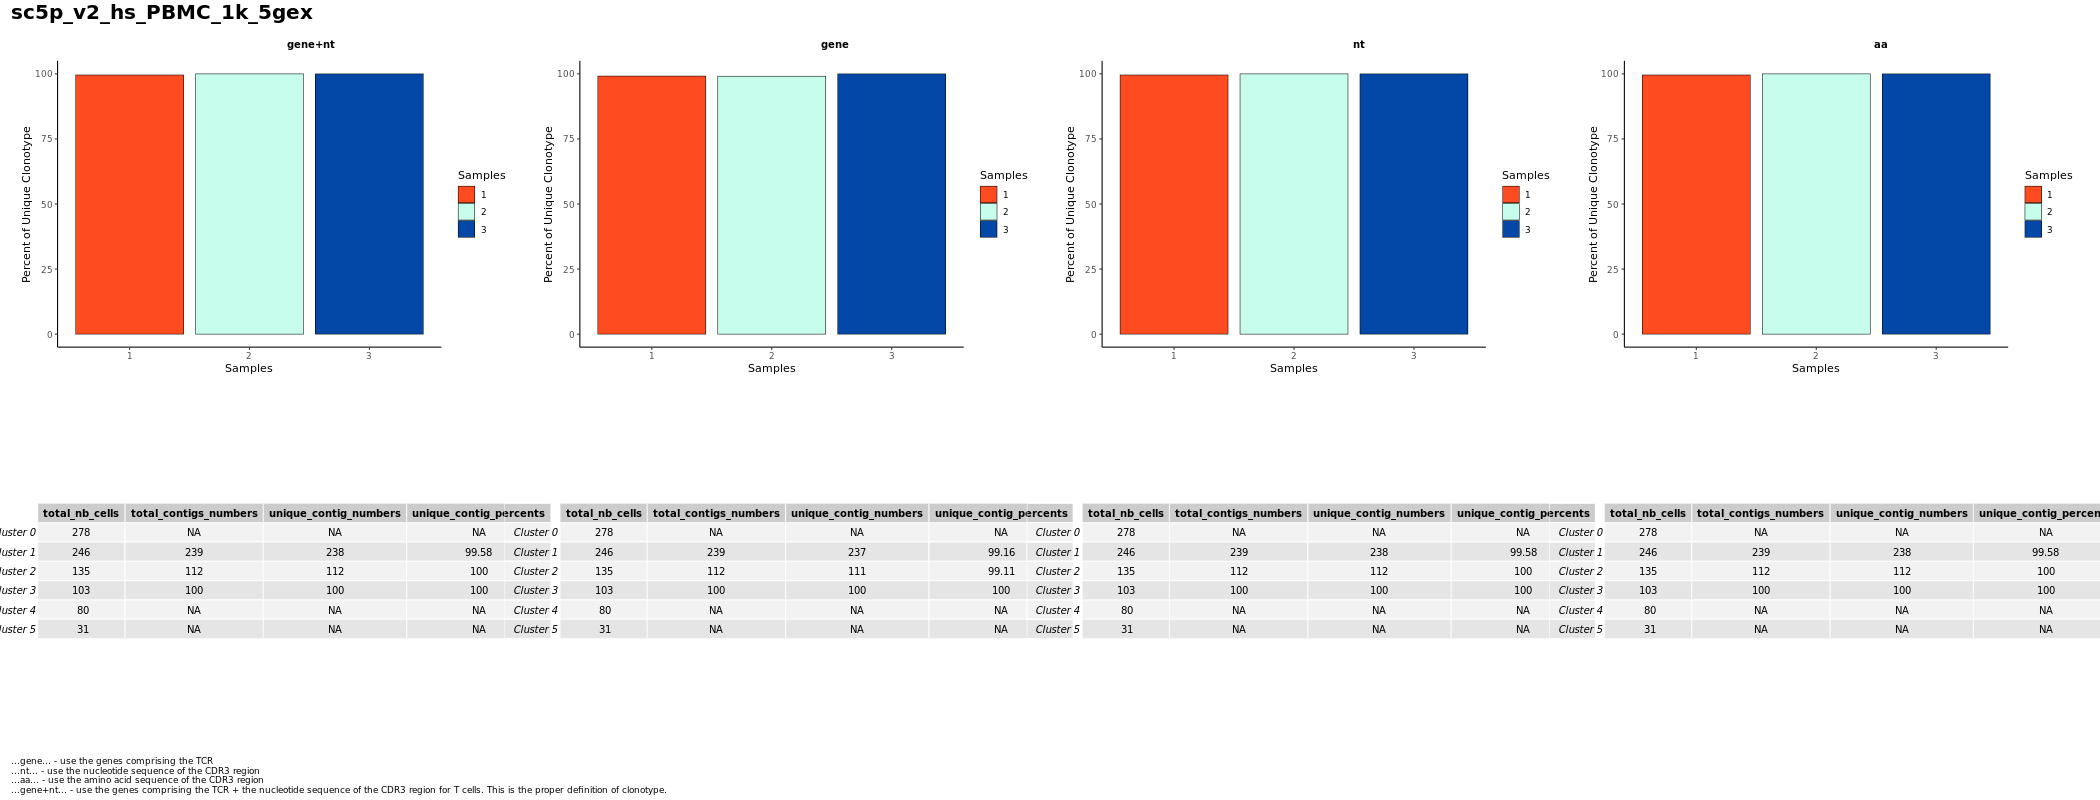 sc5p_v2_hs_PBMC_1k_5gex
gene+nt gene nt aa
100 100 100 100
75 75 75 75
50 50 50 50
25 25 25 25
0 0 0 0
Percent of Unique Clonotype Percent of Unique Clonotype Percent of Unique Clonotype Percent of Unique Clonotype
Samples Samples Samples Samples
1 1 1 1
2 2 2 2
3 3 3 3
1 2 3 1 2 3 1 2 3 1 2 3
Samples Samples Samples Samples
total_nb_cells total_contigs_numbers unique_contig_numbers unique_contig_percents total_nb_cells total_contigs_numbers unique_contig_numbers unique_contig_percents total_nb_cells total_contigs_numbers unique_contig_numbers unique_contig_percents total_nb_cells total_contigs_numbers unique_contig_numbers unique_contig_percen
luster 0 278 NA NA NA Cluster 0 278 NA NA NA Cluster 0 278 NA NA NA Cluster 0 278 NA NA NA
luster 1 246 239 238 99.58 Cluster 1 246 239 237 99.16 Cluster 1 246 239 238 99.58 Cluster 1 246 239 238 99.58
luster 2 135 112 112 100 Cluster 2 135 112 111 99.11 Cluster 2 135 112 112 100 Cluster 2 135 112 112 100
luster 3 103 100 100 100 Cluster 3 103 100 100 100 Cluster 3 103 100 100 100 Cluster 3 103 100 100 100
luster 4 80 NA NA NA Cluster 4 80 NA NA NA Cluster 4 80 NA NA NA Cluster 4 80 NA NA NA
luster 5 31 NA NA NA Cluster 5 31 NA NA NA Cluster 5 31 NA NA NA Cluster 5 31 NA NA NA
...gene... - use the genes comprising the TCR
...nt... - use the nucleotide sequence of the CDR3 region
...aa... - use the amino acid sequence of the CDR3 region
...gene+nt... - use the genes comprising the TCR + the nucleotide sequence of the CDR3 region for T cells. This is the proper definition of clonotype.